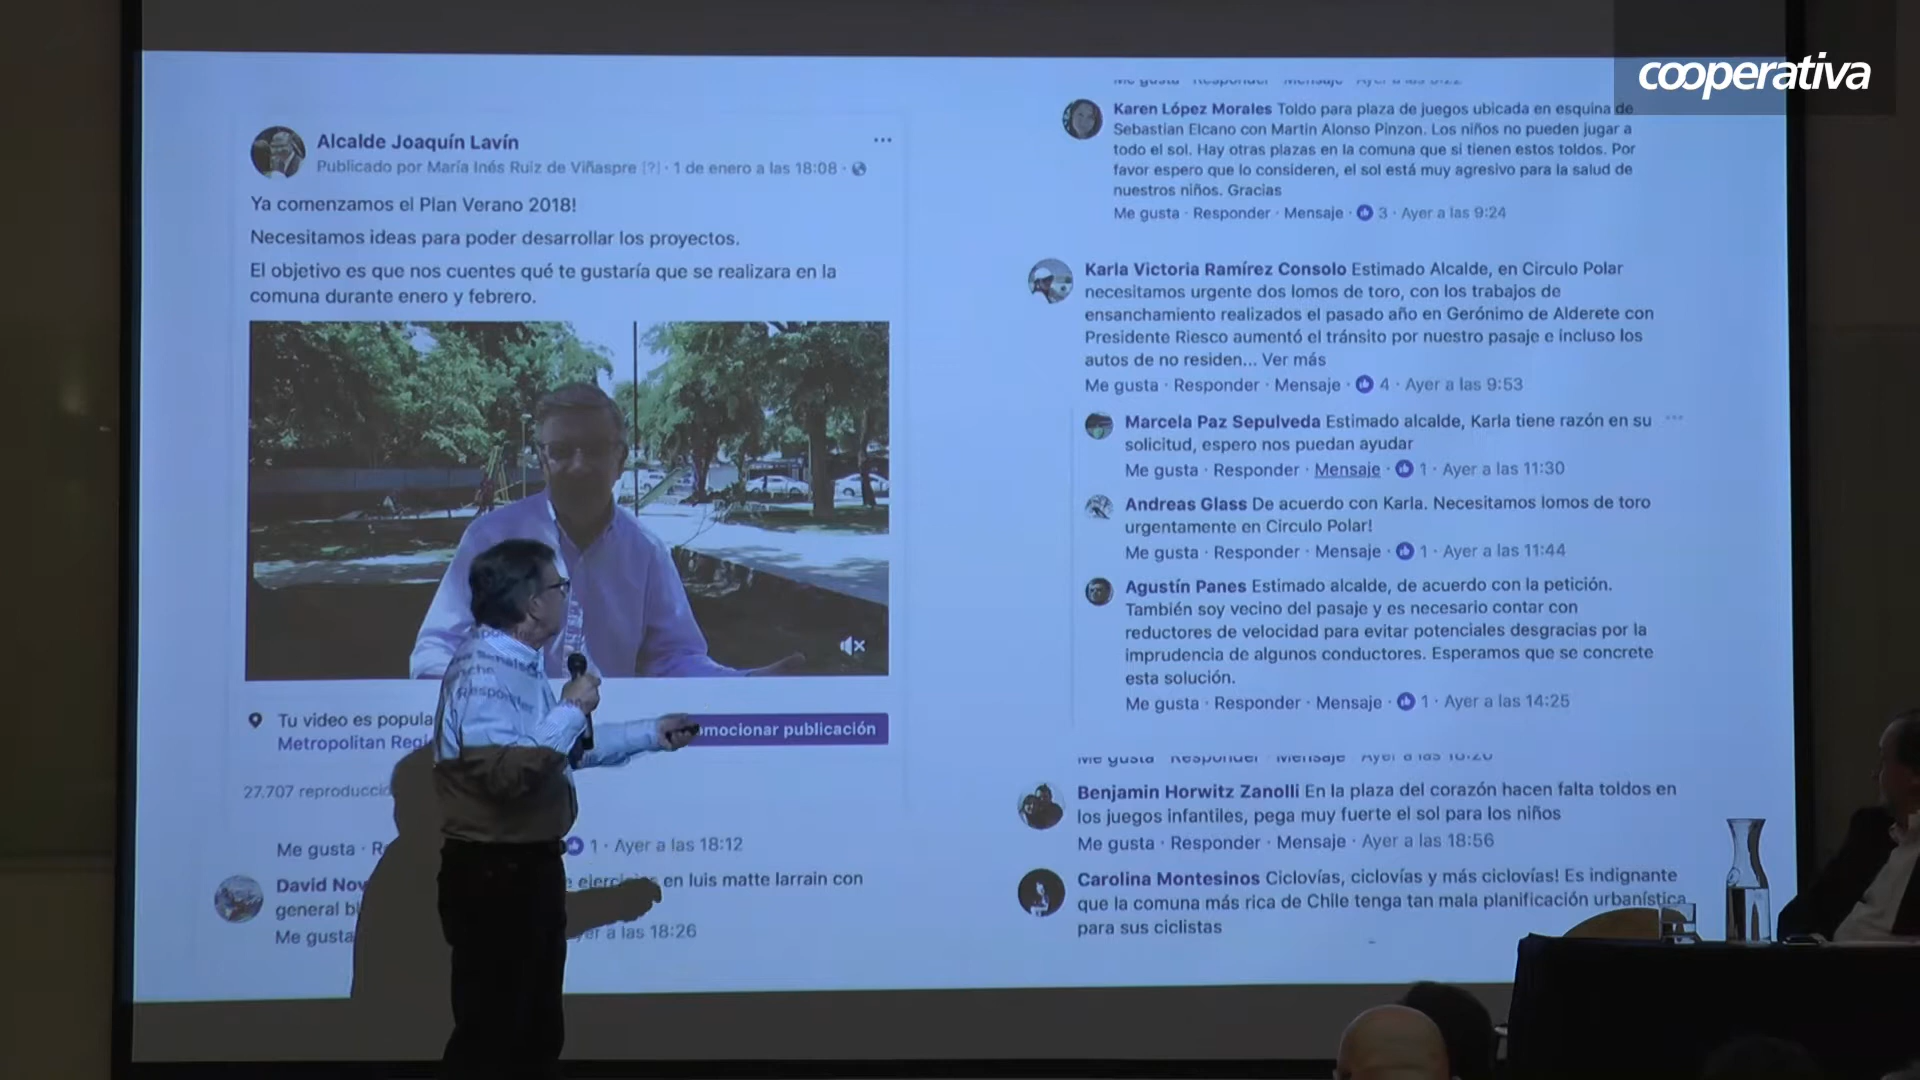 cooperativa
Alcalde Joaquín Lavín
Publicado por María Inés Ruiz de Viñaspre [?] · 1 de enero a las 18:08
Ya comenzamos el Plan Verano 2018!
Necesitamos ideas para poder desarrollar los proyectos.
El objetivo es que nos cuentes qué te gustaría que se realizara en la
comuna durante enero y febrero.
Tu video es popula
Metropolitan Regi
omocionar publicación
27.707 reproduccio
Me gusta · R
1 · Ayer a las 18:12
David Nov
en luis matte larrain con
general bl
Me gusta
er a las 18:26
Me gusta Responder Mensaje Ayer a las
Karen López Morales Toldo para plaza de juegos ubicada en esquina de
Sebastian Elcano con Martin Alonso Pinzon. Los niños no pueden jugar a
todo el sol. Hay otras plazas en la comuna que si tienen estos toldos. Por
favor espero que lo consideren, el sol está muy agresivo para la salud de
nuestros niños. Gracias
Me gusta · Responder · Mensaje · 3 · Ayer a las 9:24
Karla Victoria Ramírez Consolo Estimado Alcalde, en Circulo Polar
necesitamos urgente dos lomos de toro, con los trabajos de
ensanchamiento realizados el pasado año en Gerónimo de Alderete con
Presidente Riesco aumentó el tránsito por nuestro pasaje e incluso los
autos de no residen... Ver más
Me gusta · Responder · Mensaje · 4 · Ayer a las 9:53
Marcela Paz Sepulveda Estimado alcalde, Karla tiene razón en su
solicitud, espero nos puedan ayudar
Me gusta · Responder · Mensaje · 1 · Ayer a las 11:30
Andreas Glass De acuerdo con Karla. Necesitamos lomos de toro
urgentamente en Circulo Polar!
Me gusta · Responder · Mensaje · 1 · Ayer a las 11:44
Agustín Panes Estimado alcalde, de acuerdo con la petición.
También soy vecino del pasaje y es necesario contar con
reductores de velocidad para evitar potenciales desgracias por la
imprudencia de algunos conductores. Esperamos que se concrete
esta solución.
Me gusta · Responder · Mensaje · 1 · Ayer a las 14:25
Me gusta Responder Mensaje Ayer a las
Benjamin Horwitz Zanolli En la plaza del corazón hacen falta toldos en
los juegos infantiles, pega muy fuerte el sol para los niños
Me gusta · Responder · Mensaje · Ayer a las 18:56
Carolina Montesinos Ciclovías, ciclovías y más ciclovías! Es indignante
que la comuna más rica de Chile tenga tan mala planificación urbanística
para sus ciclistas